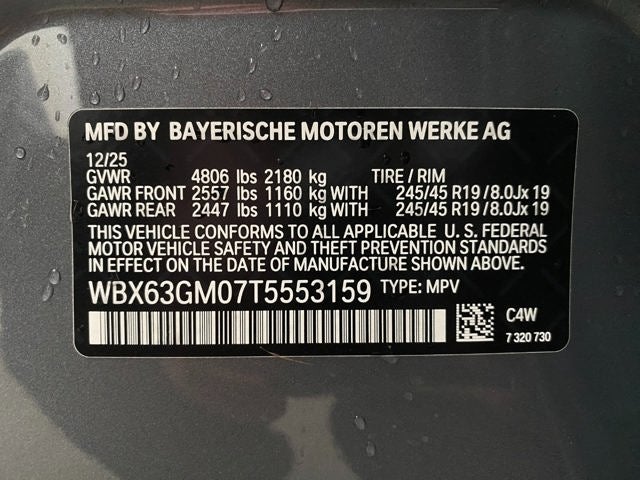 MFD BY BAYERISCHE MOTOREN WERKE AG
12/25
GVWR 4806 lbs 2180 kg TIRE / RIM
GAWR FRONT 2557 lbs 1160 kg WITH 245/45 R19 / 8.0Jx 19
GAWR REAR 2447 lbs 1110 kg WITH 245/45 R19 / 8.0Jx 19
THIS VEHICLE CONFORMS TO ALL APPLICABLE U. S. FEDERAL
MOTOR VEHICLE SAFETY AND THEFT PREVENTION STANDARDS
IN EFFECT ON THE DATE OF MANUFACTURE SHOWN ABOVE.
WBX63GM07T5553159 TYPE: MPV
C4W
7 320 730